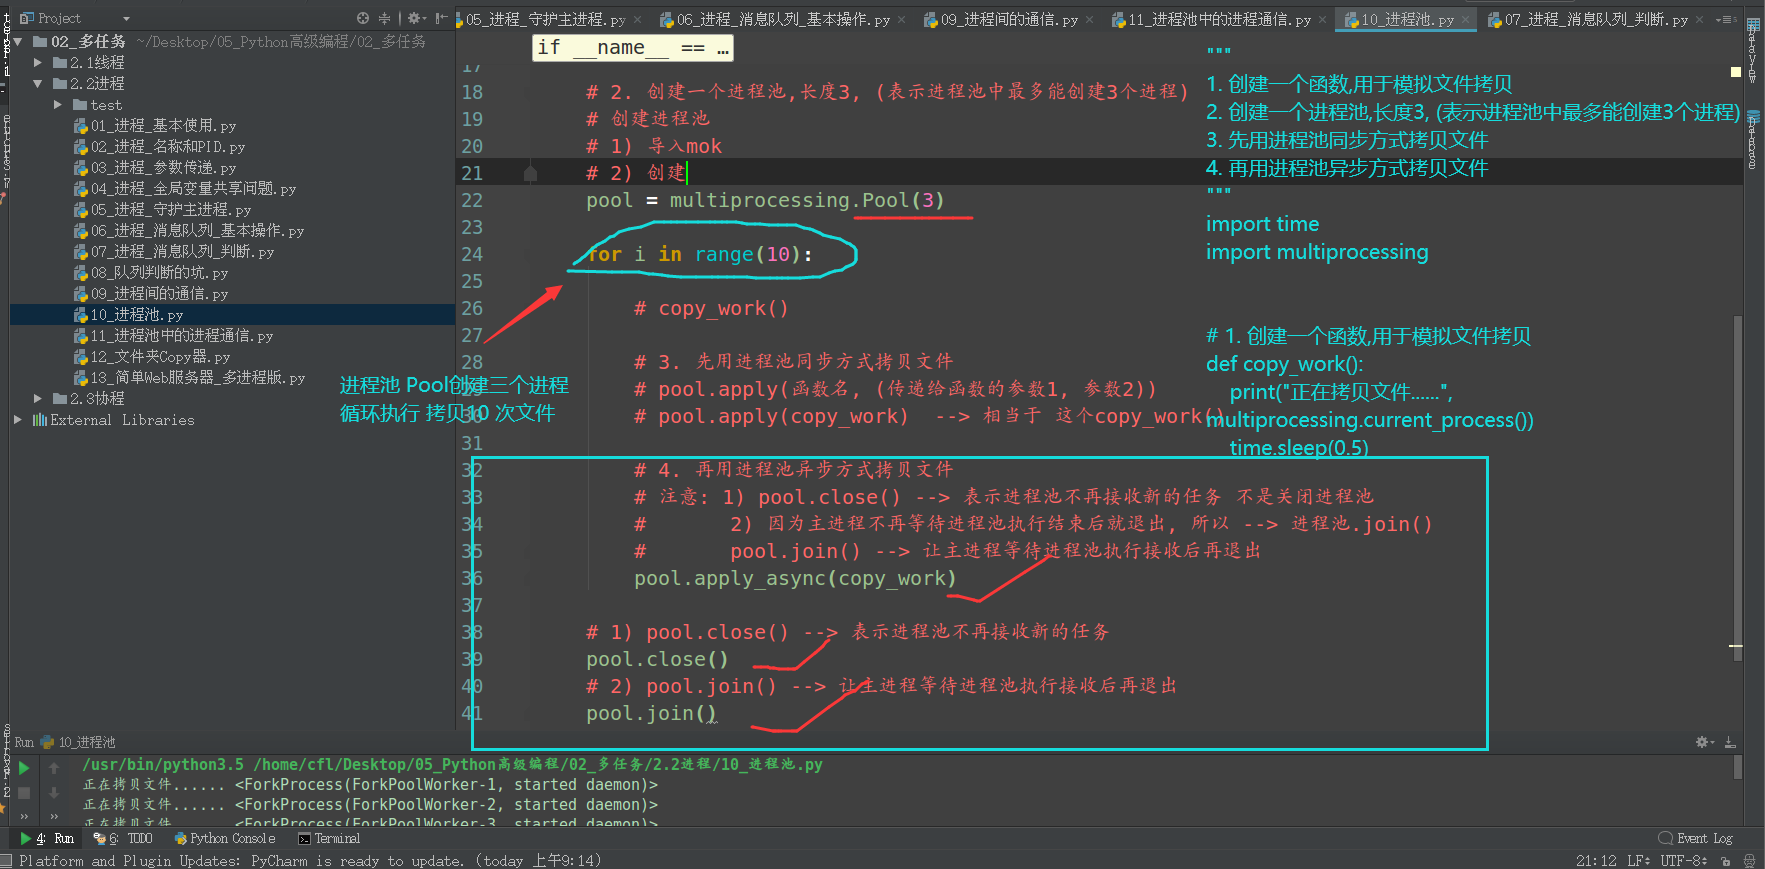 Project
05_进程_守护主进程.py
06_进程_消息队列_基本操作.py
09_进程间的通信.py
11_进程池中的进程通信.py
10_进程池.py
07_进程_消息队列_判断.py
02_多任务 ~/Desktop/05_Python高级编程/02_多任务
2.1线程
2.2进程
test
01_进程_基本使用.py
02_进程_名称和PID.py
03_进程_参数传递.py
04_进程_全局变量共享问题.py
05_进程_守护主进程.py
06_进程_消息队列_基本操作.py
07_进程_消息队列_判断.py
08_队列判断的坑.py
09_进程间的通信.py
10_进程池.py
11_进程池中的进程通信.py
12_文件夹Copy器.py
13_简单Web服务器_多进程版.py
2.3协程
External Libraries
进程池 Pool创建三个进程
循环执行 拷贝10 次文件
if __name__ == …
17
18 # 2. 创建一个进程池,长度3, (表示进程池中最多能创建3个进程)
19 # 创建进程池
20 # 1) 导入mok
21 # 2) 创建
22 pool = multiprocessing.Pool(3)
23
24 for i in range(10):
25
26 # copy_work()
27
28 # 3. 先用进程池同步方式拷贝文件
29 # pool.apply(函数名, (传递给函数的参数1, 参数2))
30 # pool.apply(copy_work) --> 相当于 这个copy_work()
31
32 # 4. 再用进程池异步方式拷贝文件
33 # 注意: 1) pool.close() --> 表示进程池不再接收新的任务 不是关闭进程池
34 # 2) 因为主进程不再等待进程池执行结束后就退出, 所以 --> 进程池.join()
35 # pool.join() --> 让主进程等待进程池执行接收后再退出
36 pool.apply_async(copy_work)
37
38 # 1) pool.close() --> 表示进程池不再接收新的任务
39 pool.close()
40 # 2) pool.join() --> 让主进程等待进程池执行接收后再退出
41 pool.join()
"""
1. 创建一个函数,用于模拟文件拷贝
2. 创建一个进程池,长度3, (表示进程池中最多能创建3个进程)
3. 先用进程池同步方式拷贝文件
4. 再用进程池异步方式拷贝文件
"""
import time
import multiprocessing
# 1. 创建一个函数,用于模拟文件拷贝
def copy_work():
print("正在拷贝文件......",
multiprocessing.current_process())
time.sleep(0.5)
Run 10_进程池
/usr/bin/python3.5 /home/cfl/Desktop/05_Python高级编程/02_多任务/2.2进程/10_进程池.py
正在拷贝文件...... <ForkProcess(ForkPoolWorker-1, started daemon)>
正在拷贝文件...... <ForkProcess(ForkPoolWorker-2, started daemon)>
正在拷贝文件...... <ForkProcess(ForkPoolWorker-3, started daemon)>
4: Run 6: TODO Python Console Terminal Event Log
Platform and Plugin Updates: PyCharm is ready to update. (today 上午9:14) 21:12 LF UTF-8